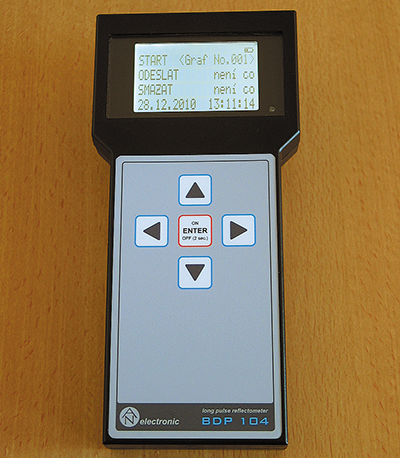 START <Graf No.001>
ODESLAT není co
SMAZAT není co
28.12.2010 13:11:14
ON
ENTER
OFF (2 sec.)
AN electronic
long pulse reflectometer
BDP 104